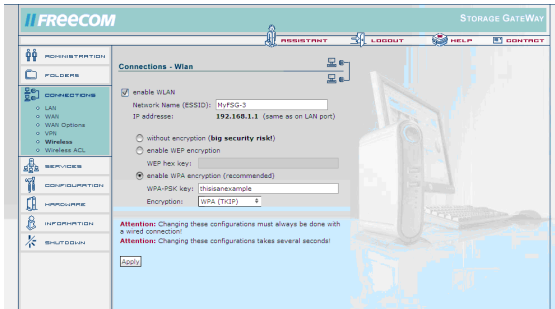 FREECOM
STORAGE GATEWAY
ASSISTANT LOGOUT HELP CONTACT
ADMINISTRATION
FOLDERS
CONNECTIONS
LAN
WAN
WAN Options
VPN
Wireless
Wireless ACL
SERVICES
CONFIGURATION
HARDWARE
INFORMATION
SHUTDOWN
Connections - Wlan
enable WLAN
Network Name (ESSID): MyFSG-3
IP addresse: 192.168.1.1 (same as on LAN port)
without encryption (big security risk!)
enable WEP encryption
WEP hex key:
enable WPA encryption (recommended)
WPA-PSK key: thisisanexample
Encryption: WPA (TKIP)
Attention: Changing these configurations must always be done with
a wired connection!
Attention: Changing these configurations takes several seconds!
Apply